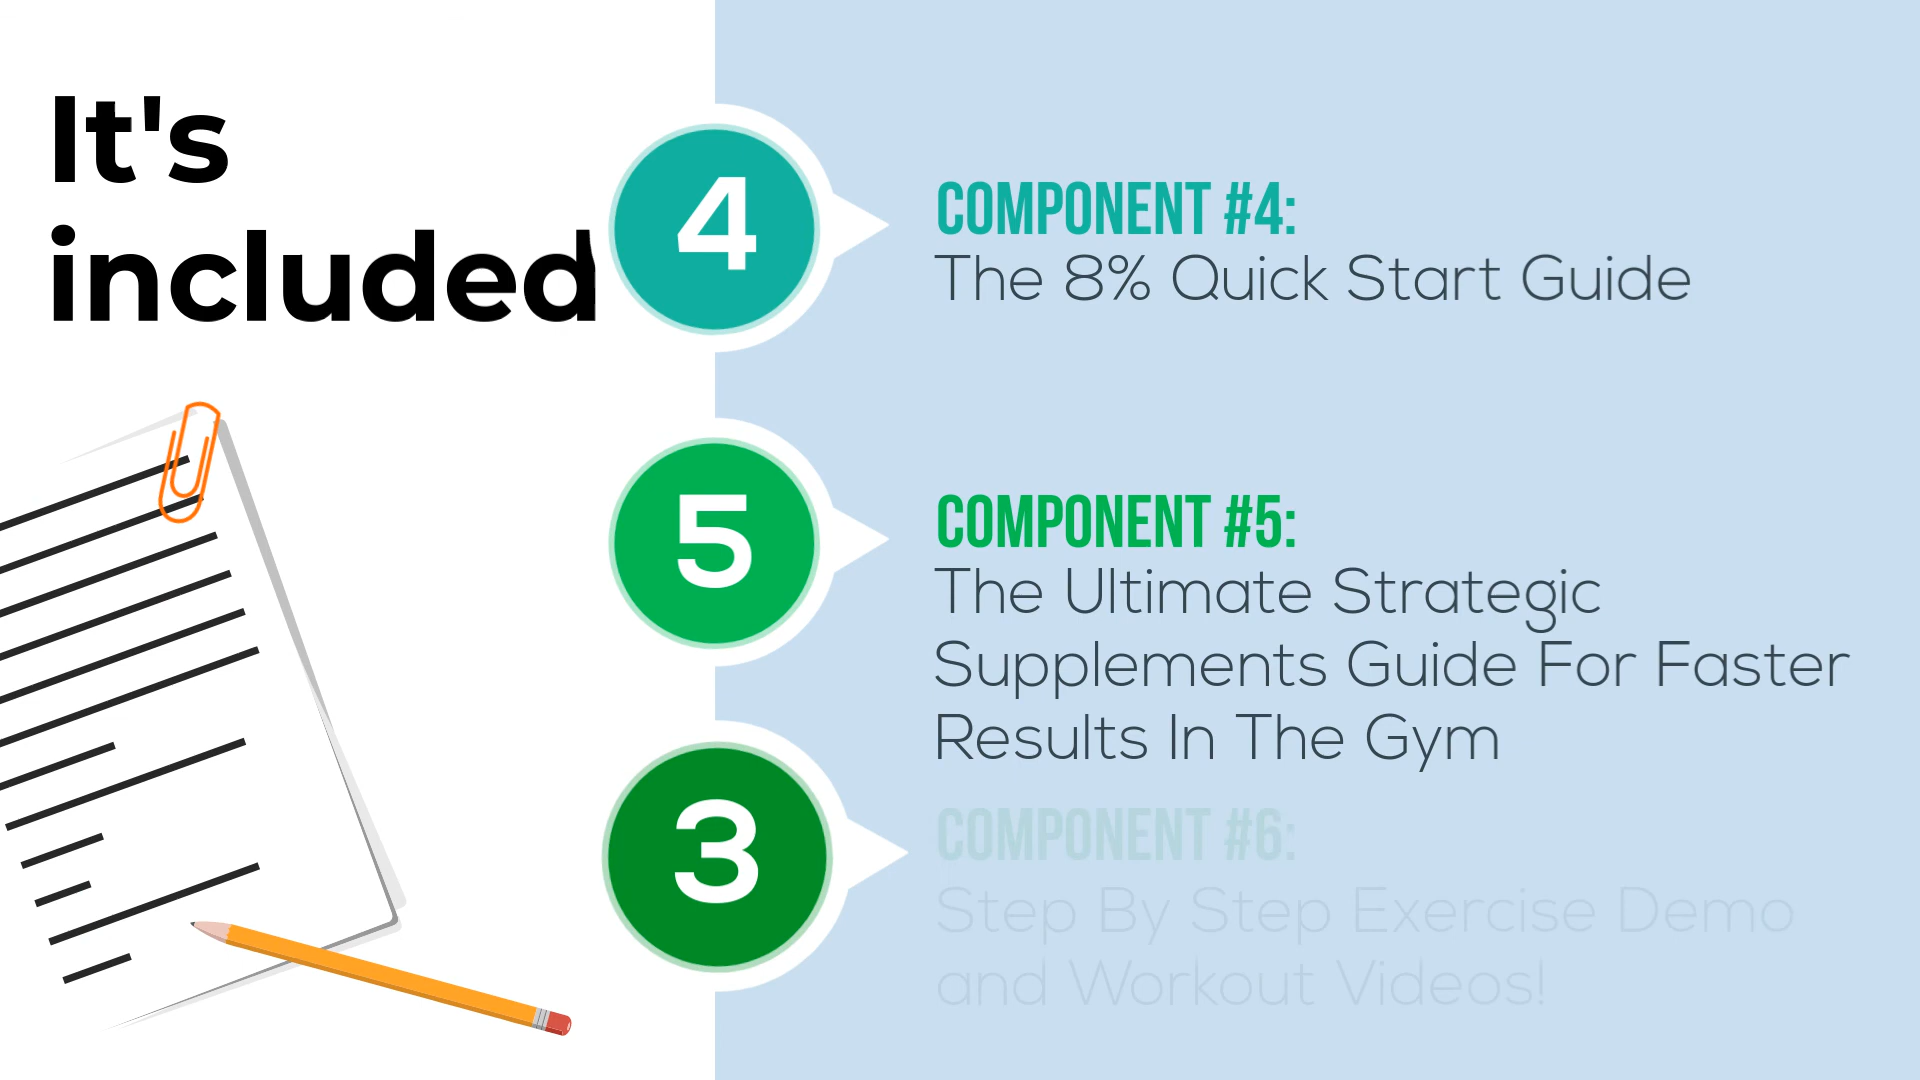 It's
included
4
COMPONENT #4:
The 8% Quick Start Guide
5
COMPONENT #5:
The Ultimate Strategic
Supplements Guide For Faster
Results In The Gym
3
COMPONENT #6:
Step By Step Exercise Demo
and Workout Videos!